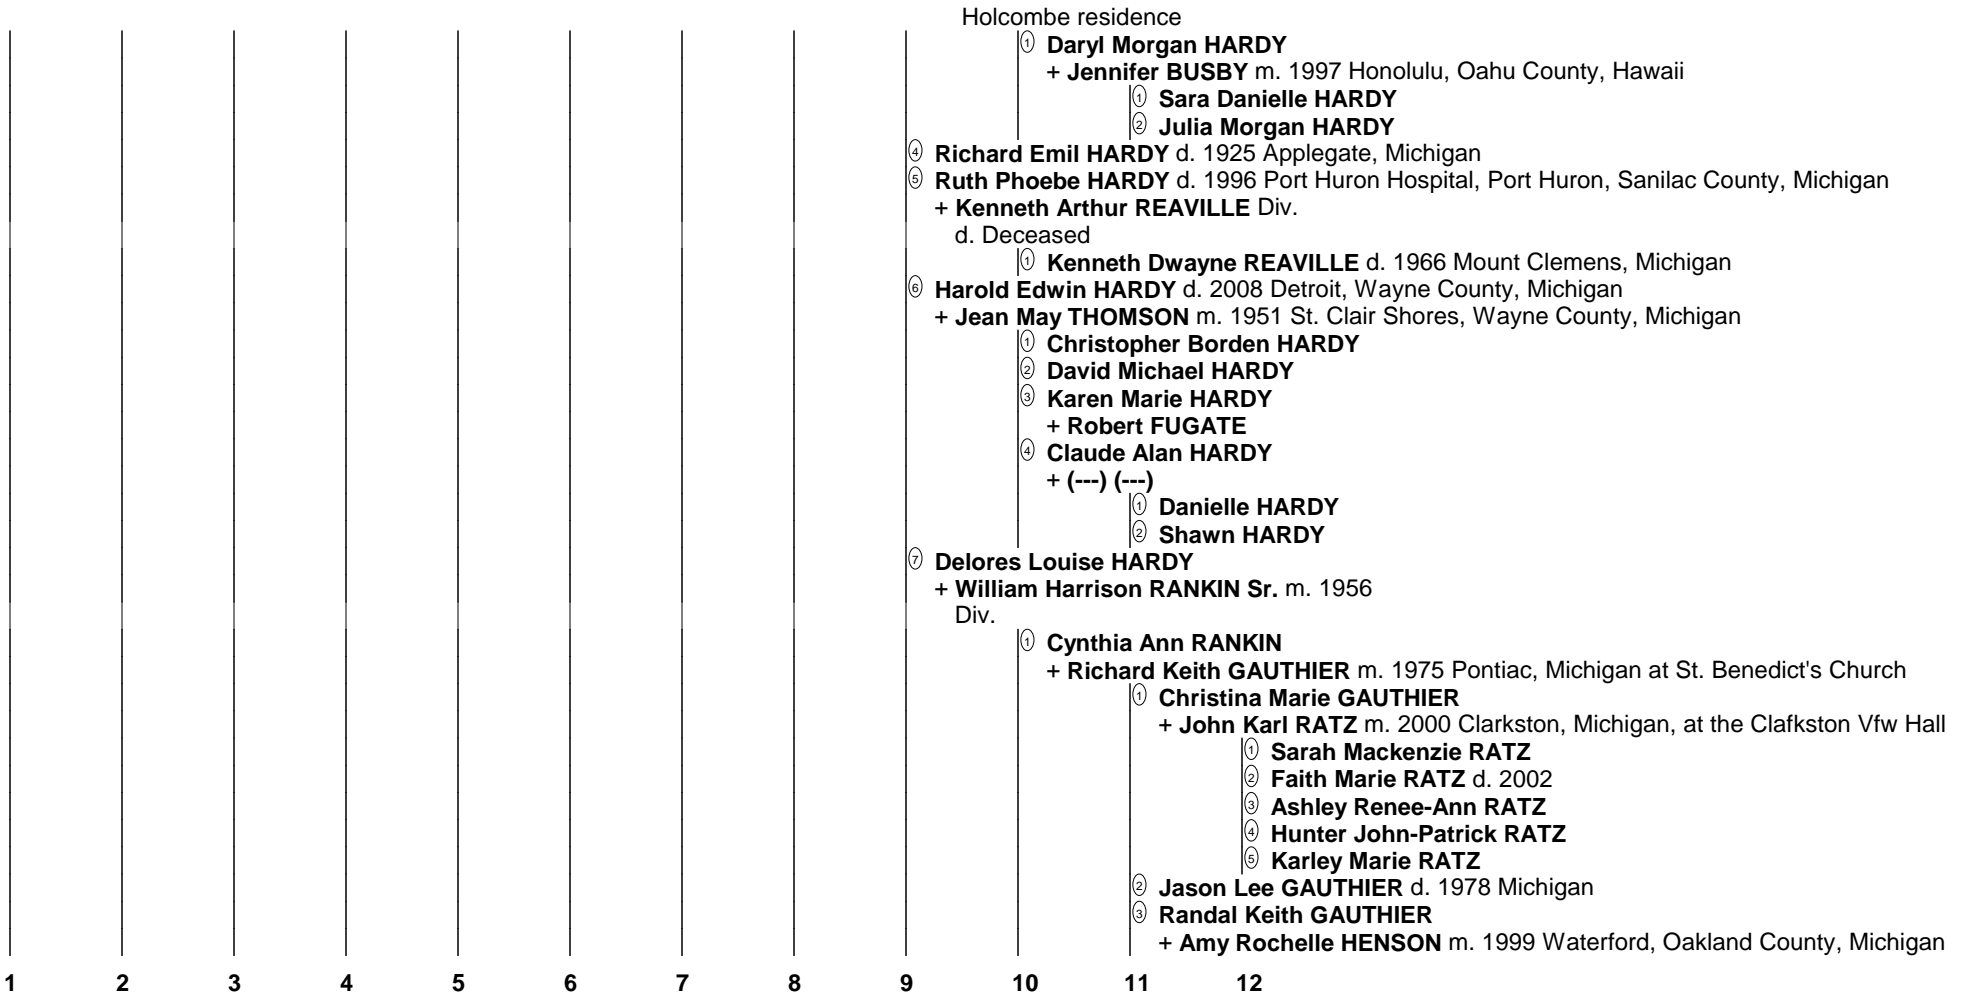 Holcombe residence
① Daryl Morgan HARDY
+ Jennifer BUSBY m. 1997 Honolulu, Oahu County, Hawaii
① Sara Danielle HARDY
② Julia Morgan HARDY
④ Richard Emil HARDY d. 1925 Applegate, Michigan
⑤ Ruth Phoebe HARDY d. 1996 Port Huron Hospital, Port Huron, Sanilac County, Michigan
+ Kenneth Arthur REAVILLE Div.
d. Deceased
① Kenneth Dwayne REAVILLE d. 1966 Mount Clemens, Michigan
⑥ Harold Edwin HARDY d. 2008 Detroit, Wayne County, Michigan
+ Jean May THOMSON m. 1951 St. Clair Shores, Wayne County, Michigan
① Christopher Borden HARDY
② David Michael HARDY
③ Karen Marie HARDY
+ Robert FUGATE
④ Claude Alan HARDY
+ (---) (---)
① Danielle HARDY
② Shawn HARDY
⑦ Delores Louise HARDY
+ William Harrison RANKIN Sr. m. 1956
Div.
① Cynthia Ann RANKIN
+ Richard Keith GAUTHIER m. 1975 Pontiac, Michigan at St. Benedict's Church
① Christina Marie GAUTHIER
+ John Karl RATZ m. 2000 Clarkston, Michigan, at the Clafkston Vfw Hall
① Sarah Mackenzie RATZ
② Faith Marie RATZ d. 2002
③ Ashley Renee-Ann RATZ
④ Hunter John-Patrick RATZ
⑤ Karley Marie RATZ
② Jason Lee GAUTHIER d. 1978 Michigan
③ Randal Keith GAUTHIER
+ Amy Rochelle HENSON m. 1999 Waterford, Oakland County, Michigan
1 2 3 4 5 6 7 8 9 10 11 12